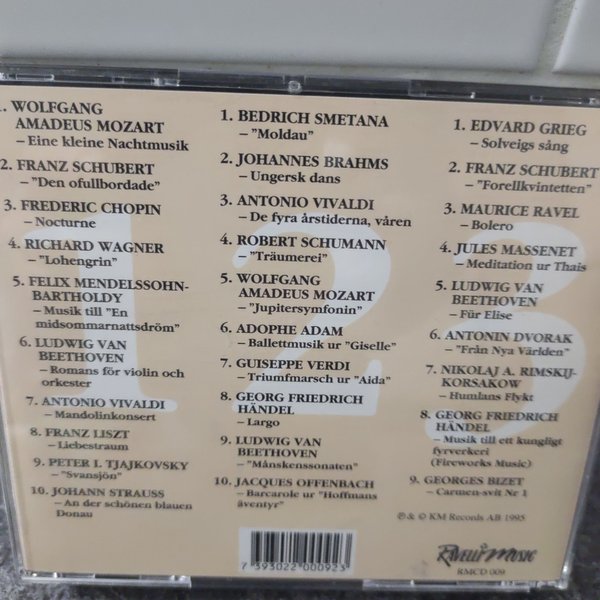 1. WOLFGANG
AMADEUS MOZART
– Eine kleine Nachtmusik
2. FRANZ SCHUBERT
– "Den ofullbordade"
3. FREDERIC CHOPIN
– Nocturne
4. RICHARD WAGNER
– "Lohengrin"
5. FELIX MENDELSSOHN-
BARTHOLDY
– Musik till "En
midsommarnattsdröm"
6. LUDWIG VAN
BEETHOVEN
– Romans för violin och
orkester
7. ANTONIO VIVALDI
– Mandolinkonsert
8. FRANZ LISZT
– Liebestraum
9. PETER I. TJAJKOVSKY
– "Svansjön"
10. JOHANN STRAUSS
– An der schönen blauen
Donau
1. BEDRICH SMETANA
– "Moldau"
2. JOHANNES BRAHMS
– Ungersk dans
3. ANTONIO VIVALDI
– De fyra årstiderna, våren
4. ROBERT SCHUMANN
– "Träumerei"
5. WOLFGANG
AMADEUS MOZART
– "Jupitersymfonin"
6. ADOPHE ADAM
– Ballettmusik ur "Giselle"
7. GUISEPPE VERDI
– Triumfmarsch ur "Aida"
8. GEORG FRIEDRICH
HÄNDEL
– Largo
9. LUDWIG VAN
BEETHOVEN
– "Månskenssonaten"
10. JACQUES OFFENBACH
– Barcarole ur "Hoffmans
äventyr"
1. EDVARD GRIEG
– Solveigs sång
2. FRANZ SCHUBERT
– "Forellkvintetten"
3. MAURICE RAVEL
– Bolero
4. JULES MASSENET
– Meditation ur Thais
5. LUDWIG VAN
BEETHOVEN
– Für Elise
6. ANTONIN DVORAK
– "Från Nya Världen"
7. NIKOLAJ A. RIMSKIJ-
KORSAKOW
– Humlans Flykt
8. GEORG FRIEDRICH
HÄNDEL
– Musik till ett kungligt
fyrverkeri
(Fireworks Music)
9. GEORGES BIZET
– Carmen-svit Nr 1
℗ & © KM Records AB 1995
1 2 3
7 393022 000923
RAVELLI MUSIC
RMCD 009